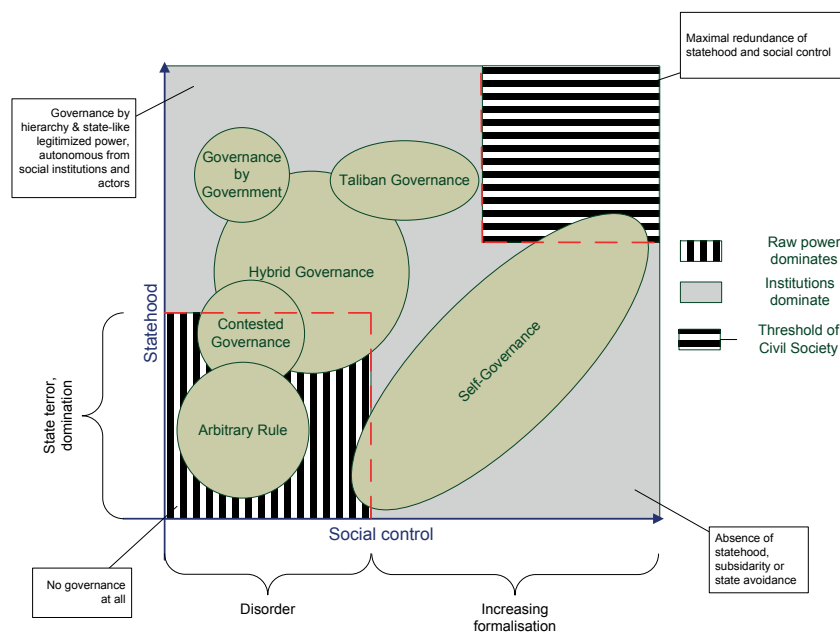 Maximal redundance of
statehood and social control
Governance by
hierarchy & state-like
legitimized power,
autonomous from
social institutions and
actors
Governance
by
Government
Taliban Governance
Hybrid Governance
Contested
Governance
Arbitrary Rule
Self-Governance
Raw power
dominates
Institutions
dominate
Threshold of
Civil Society
Statehood
State terror,
domination
Social control
No governance
at all
Disorder
Increasing
formalisation
Absence of
statehood,
subsidarity or
state avoidance